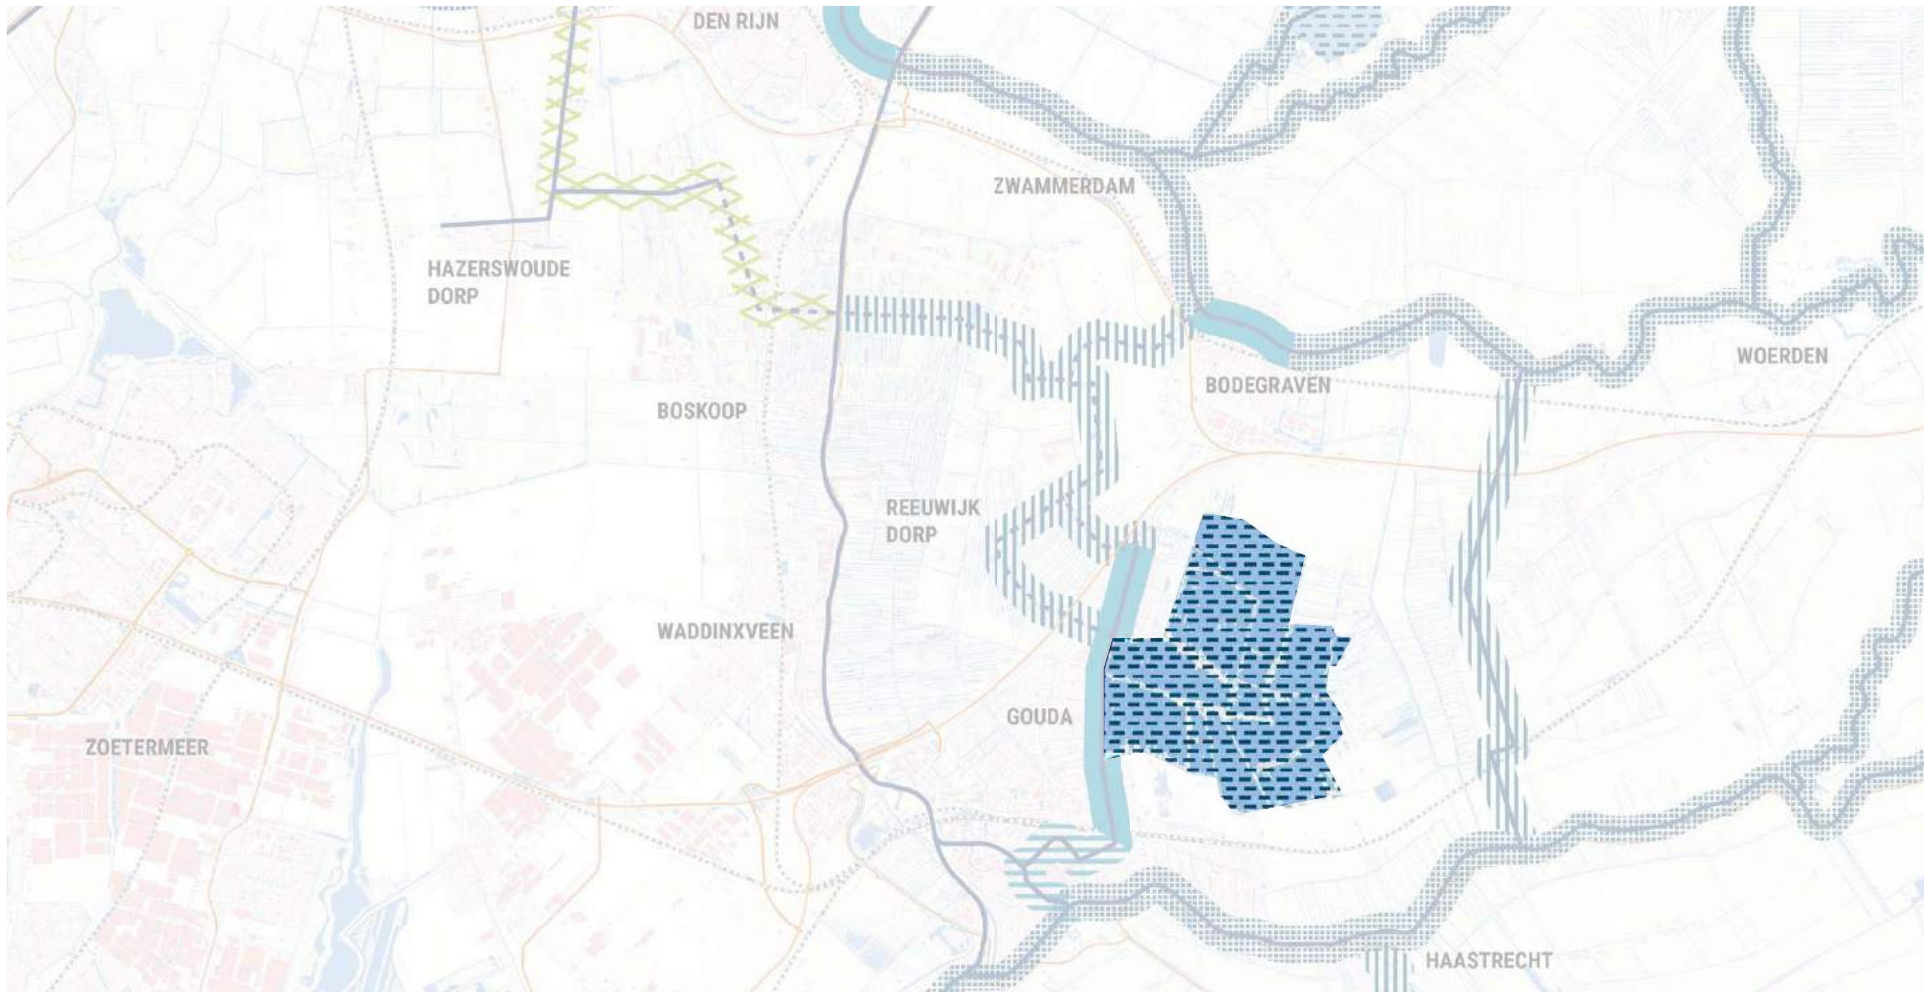 DEN RIJN
ZWAMMERDAM
HAZERSWOUDE
DORP
WOERDEN
BODEGRAVEN
BOSKOOP
REEUWIJK
DORP
WADDINXVEEN
GOUDA
ZOETERMEER
HAASTRECHT